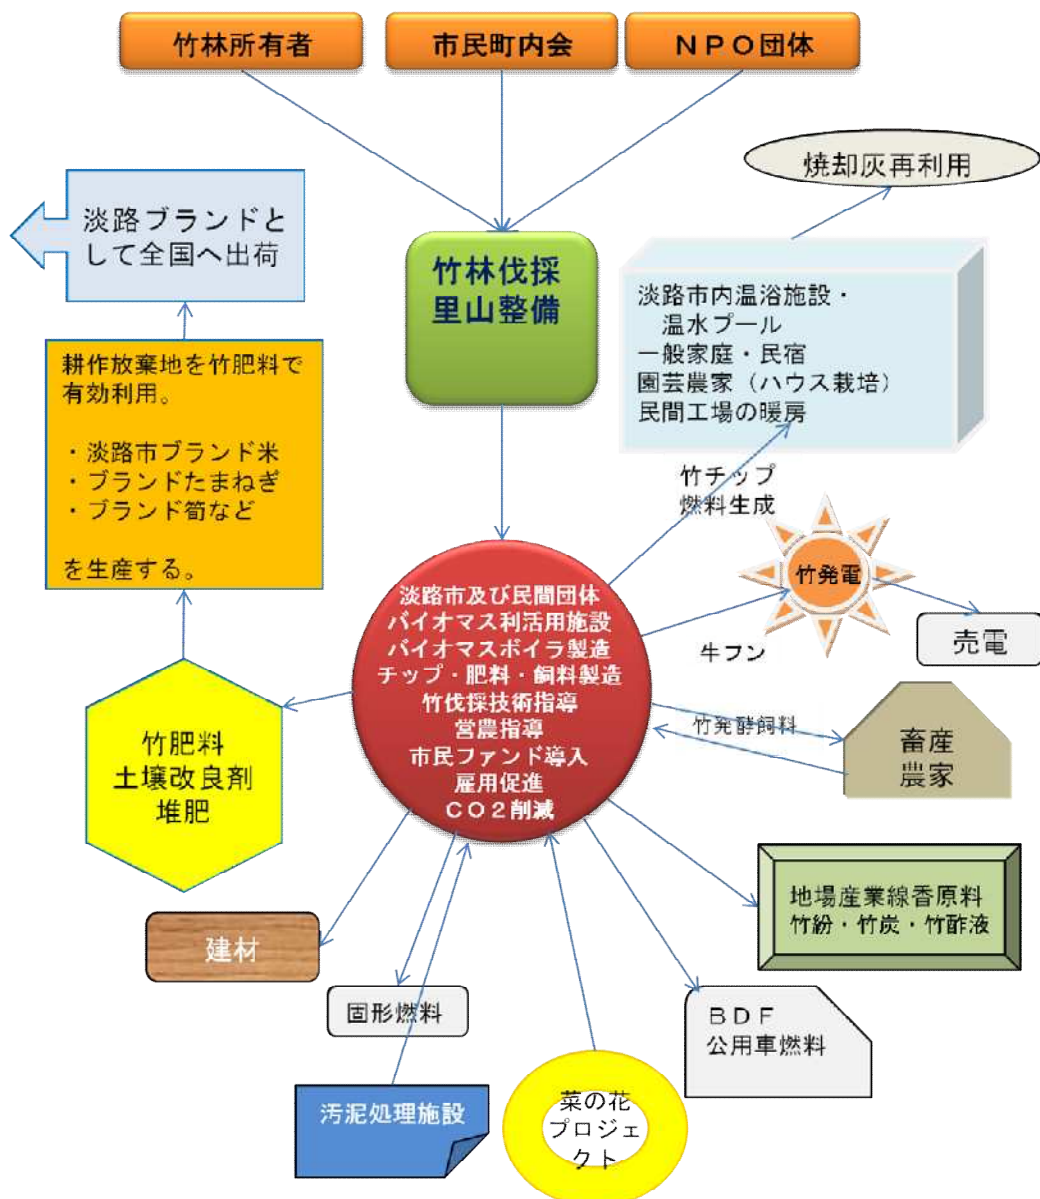 竹林所有者
市民町内会
NPO団体
焼却灰再利用
淡路ブランドと
して全国へ出荷
竹林伐採
里山整備
淡路市内温浴施設・
温水プール
一般家庭・民宿
園芸農家（ハウス栽培）
民間工場の暖房
耕作放棄地を竹肥料で
有効利用。
・淡路市ブランド米
・ブランドたまねぎ
・ブランド筍など
を生産する。
竹チップ
燃料生成
竹発電
売電
牛フン
淡路市及び民間団体
バイオマス利活用施設
バイオマスボイラ製造
チップ・肥料・飼料製造
竹伐採技術指導
営農指導
市民ファンド導入
雇用促進
CO2削減
竹発酵飼料
畜産
農家
竹肥料
土壌改良剤
堆肥
地場産業線香原料
竹紛・竹炭・竹酢液
建材
固形燃料
BDF
公用車燃料
汚泥処理施設
菜の花
プロジェ
クト